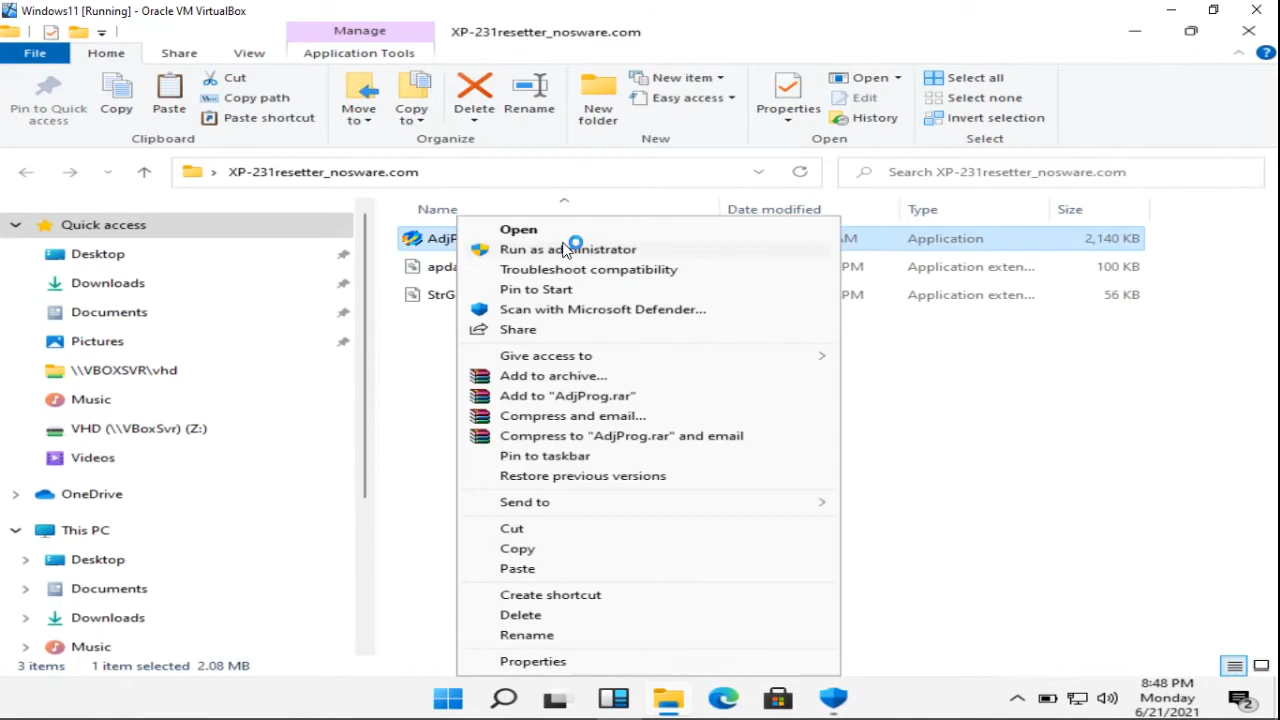 Windows11 [Running] - Oracle VM VirtualBox
Manage
XP-231resetter_nosware.com
File
Home
Share
View
Application Tools
Pin to Quick access
Copy
Paste
Cut
Copy path
Paste shortcut
Clipboard
Move to
Copy to
Delete
Rename
Organize
New folder
New item
Easy access
New
Properties
Open
Edit
History
Open
Select all
Select none
Invert selection
Select
XP-231resetter_nosware.com
Search XP-231resetter_nosware.com
Name
Date modified
Type
Size
AdjP
AM
Application
2,140 KB
apda
PM
Application exten...
100 KB
StrG
PM
Application exten...
56 KB
Quick access
Desktop
Downloads
Documents
Pictures
\\VBOXSVR\vhd
Music
VHD (\\VBoxSvr) (Z:)
Videos
OneDrive
This PC
Desktop
Documents
Downloads
Music
Open
Run as administrator
Troubleshoot compatibility
Pin to Start
Scan with Microsoft Defender...
Share
Give access to
Add to archive...
Add to "AdjProg.rar"
Compress and email...
Compress to "AdjProg.rar" and email
Pin to taskbar
Restore previous versions
Send to
Cut
Copy
Paste
Create shortcut
Delete
Rename
Properties
3 items
1 item selected 2.08 MB
8:48 PM
Monday
6/21/2021
2